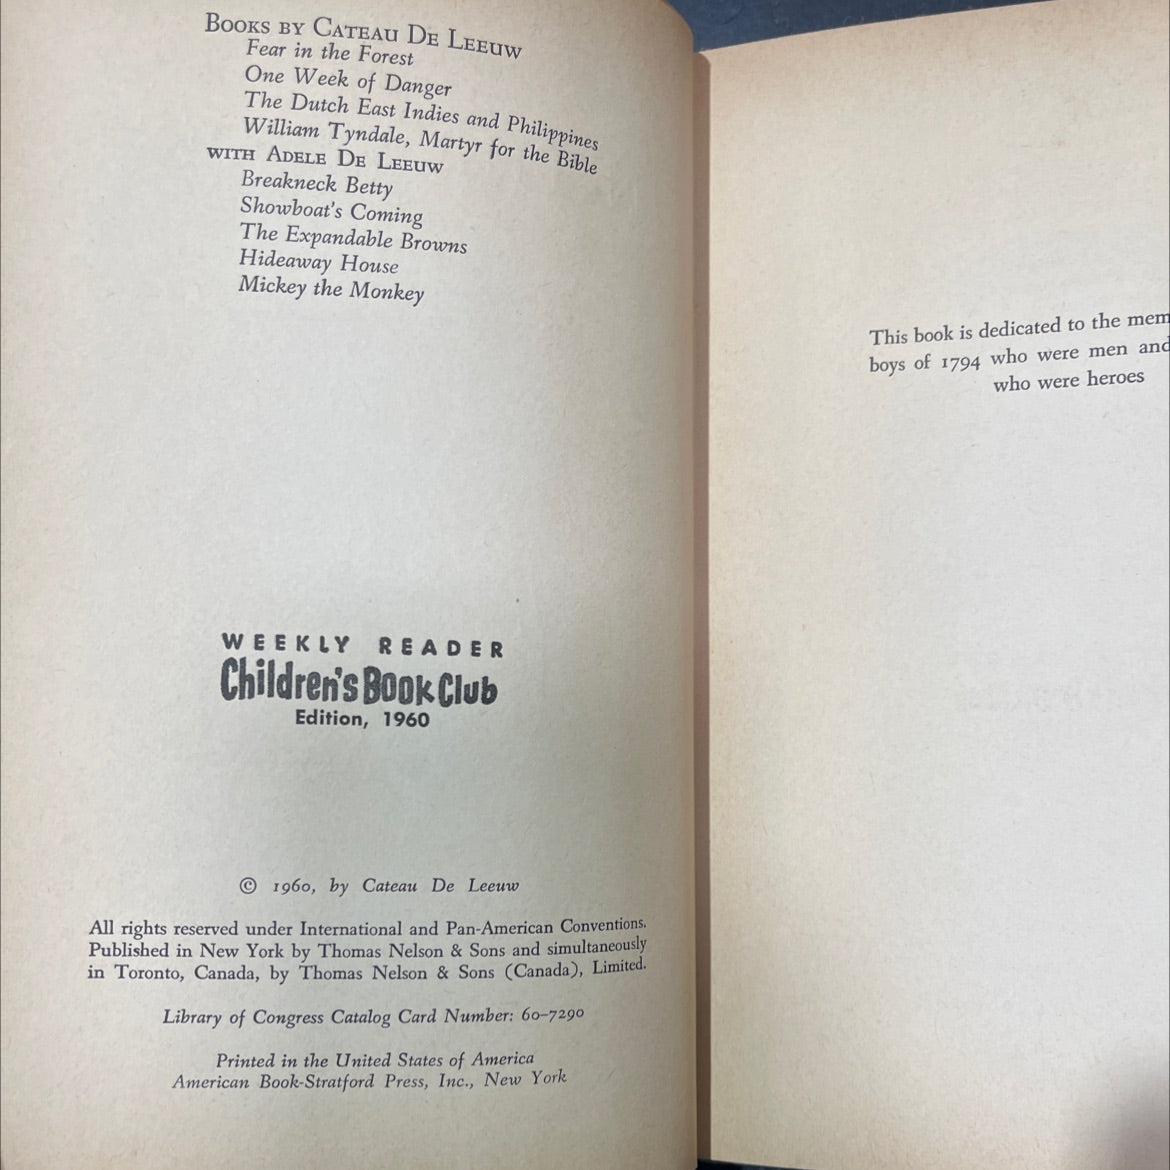 Books by Cateau De Leeuw
Fear in the Forest
One Week of Danger
The Dutch East Indies and Philippines
William Tyndale, Martyr for the Bible
with Adele De Leeuw
Breakneck Betty
Showboat's Coming
The Expandable Browns
Hideaway House
Mickey the Monkey
WEEKLY READER
Children's Book Club
Edition, 1960
© 1960, by Cateau De Leeuw
All rights reserved under International and Pan-American Conventions.
Published in New York by Thomas Nelson & Sons and simultaneously
in Toronto, Canada, by Thomas Nelson & Sons (Canada), Limited.
Library of Congress Catalog Card Number: 60-7290
Printed in the United States of America
American Book-Stratford Press, Inc., New York
This book is dedicated to the mem
boys of 1794 who were men and
who were heroes